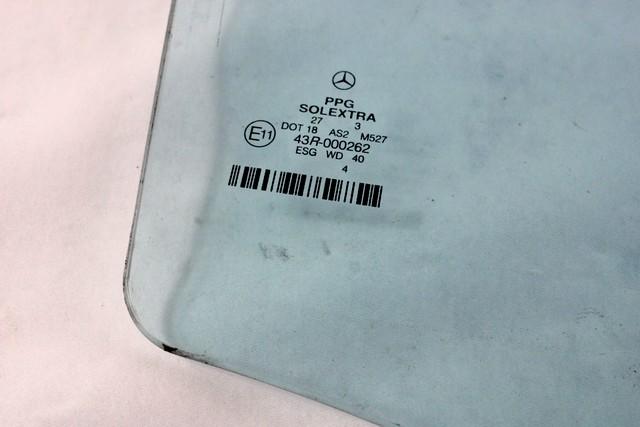 PPG
SOLEXTRA
27 3
DOT 18 AS2 M527
E11 43R-000262
ESG WD 40
4